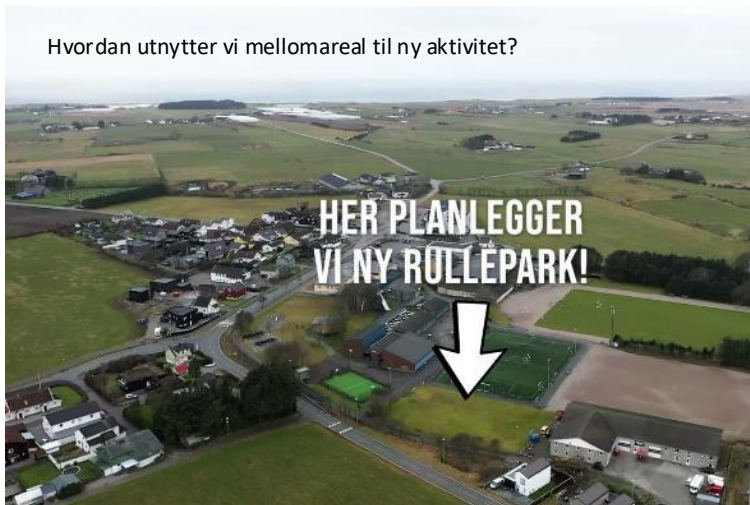 Hvordan utnytter vi mellomareal til ny aktivitet?
HER PLANLEGGER
VI NY RULLEPARK!